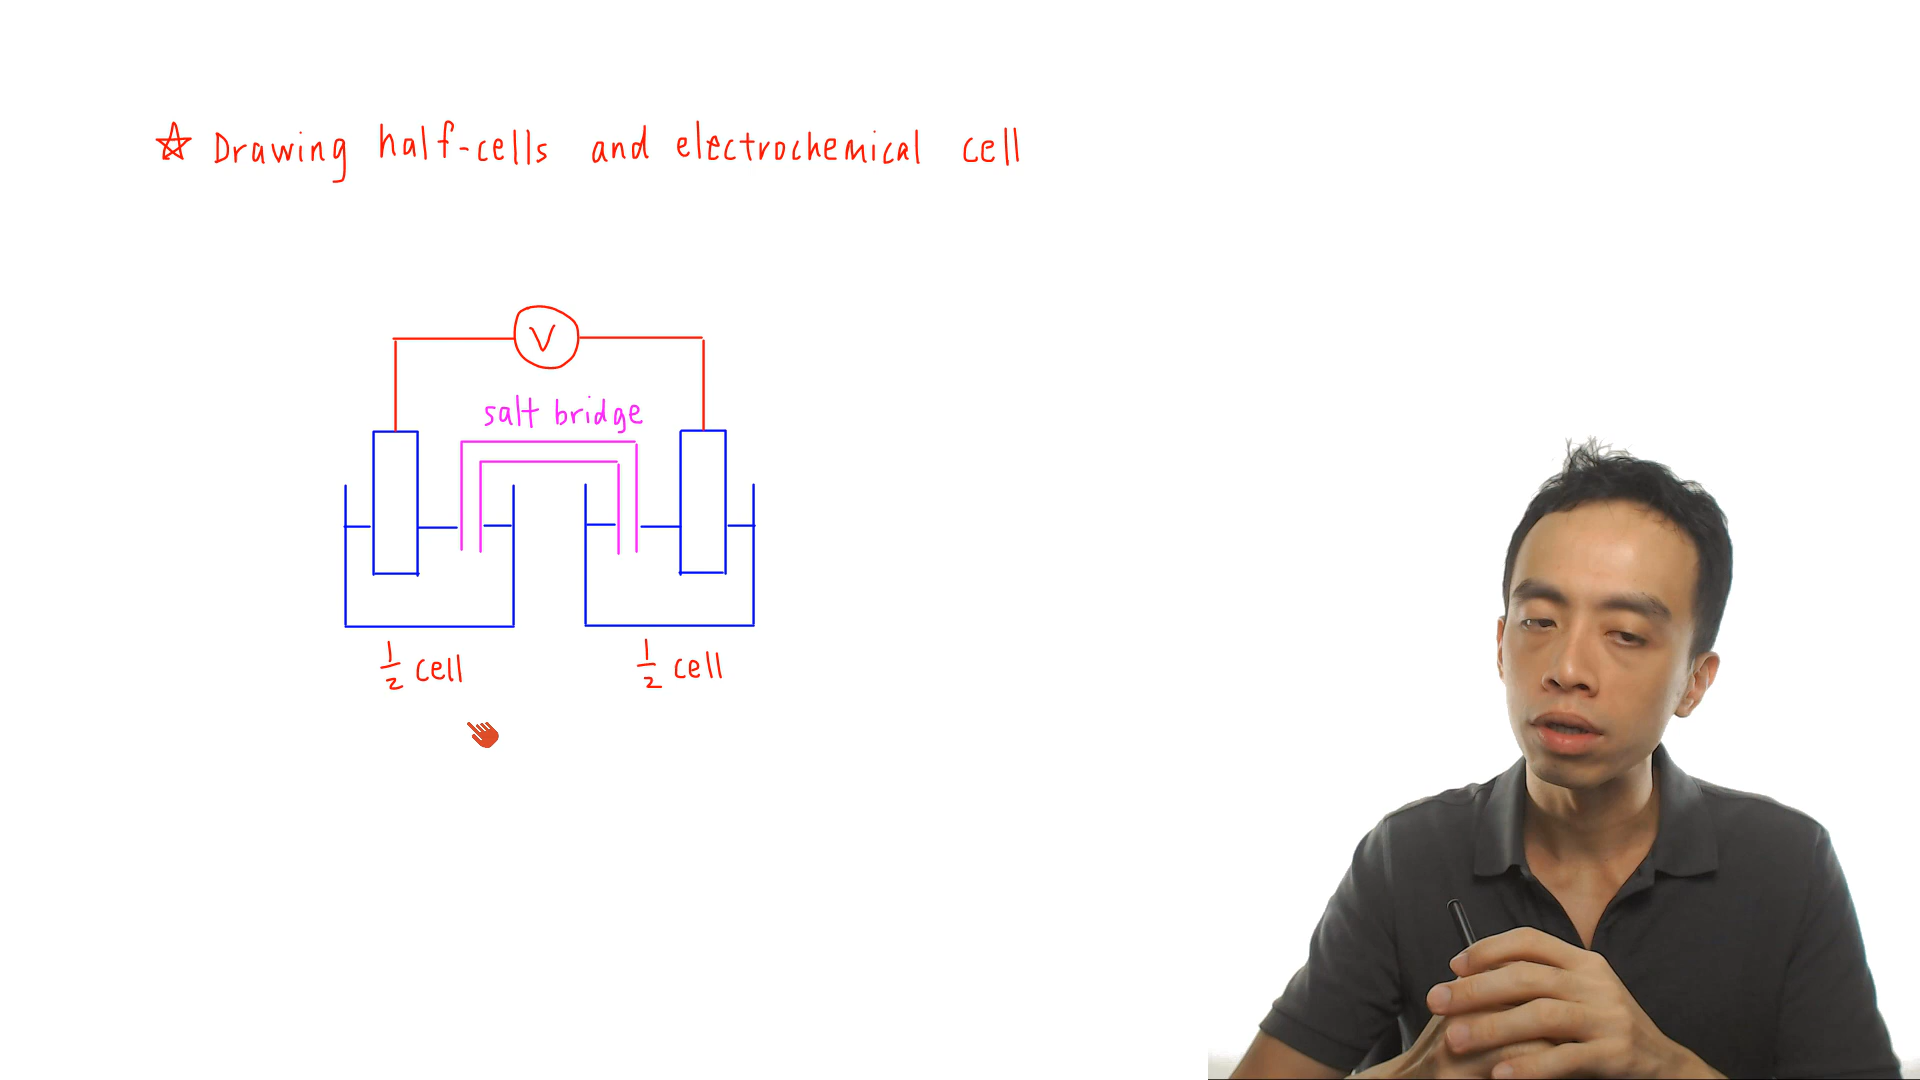 ☆ Drawing half-cells and electrochemical cell
V
salt bridge
½ cell
½ cell